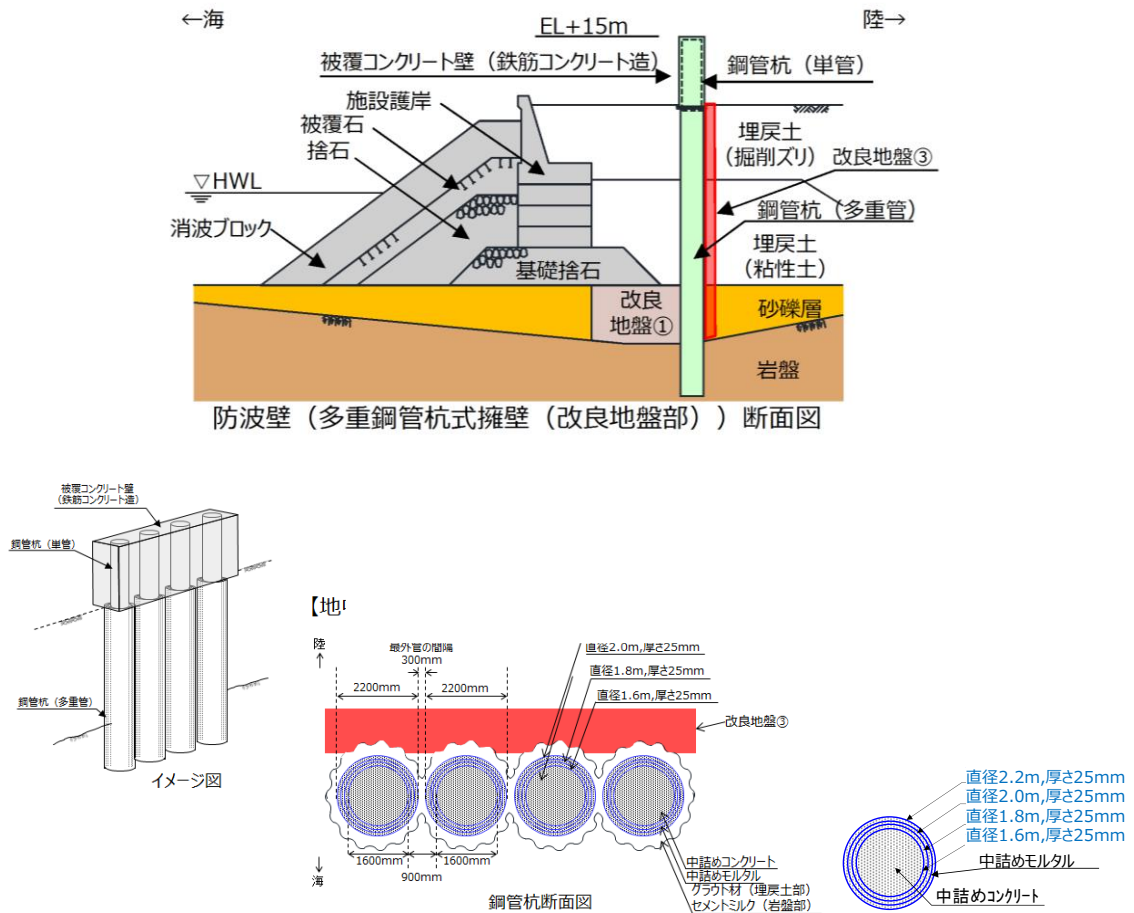 ←海
陸→
EL+15m
被覆コンクリート壁（鉄筋コンクリート造）
鋼管杭（単管）
施設護岸
被覆石
捨石
埋戻土
（掘削ズリ）
改良地盤③
▽HWL
鋼管杭（多重管）
消波ブロック
埋戻土
（粘性土）
基礎捨石
改良
地盤①
砂礫層
岩盤
防波壁（多重鋼管杭式擁壁（改良地盤部））断面図
被覆コンクリート壁
（鉄筋コンクリート造）
鋼管杭（単管）
鋼管杭（多重管）
イメージ図
【地中
陸
最外管の間隔
300mm
2200mm
2200mm
直径2.0m,厚さ25mm
直径1.8m,厚さ25mm
直径1.6m,厚さ25mm
改良地盤③
1600mm
1600mm
900mm
海
中詰めコンクリート
中詰めモルタル
グラウト材（埋戻土部）
セメントミルク（岩盤部）
鋼管杭断面図
直径2.2m,厚さ25mm
直径2.0m,厚さ25mm
直径1.8m,厚さ25mm
直径1.6m,厚さ25mm
中詰めモルタル
中詰めコンクリート